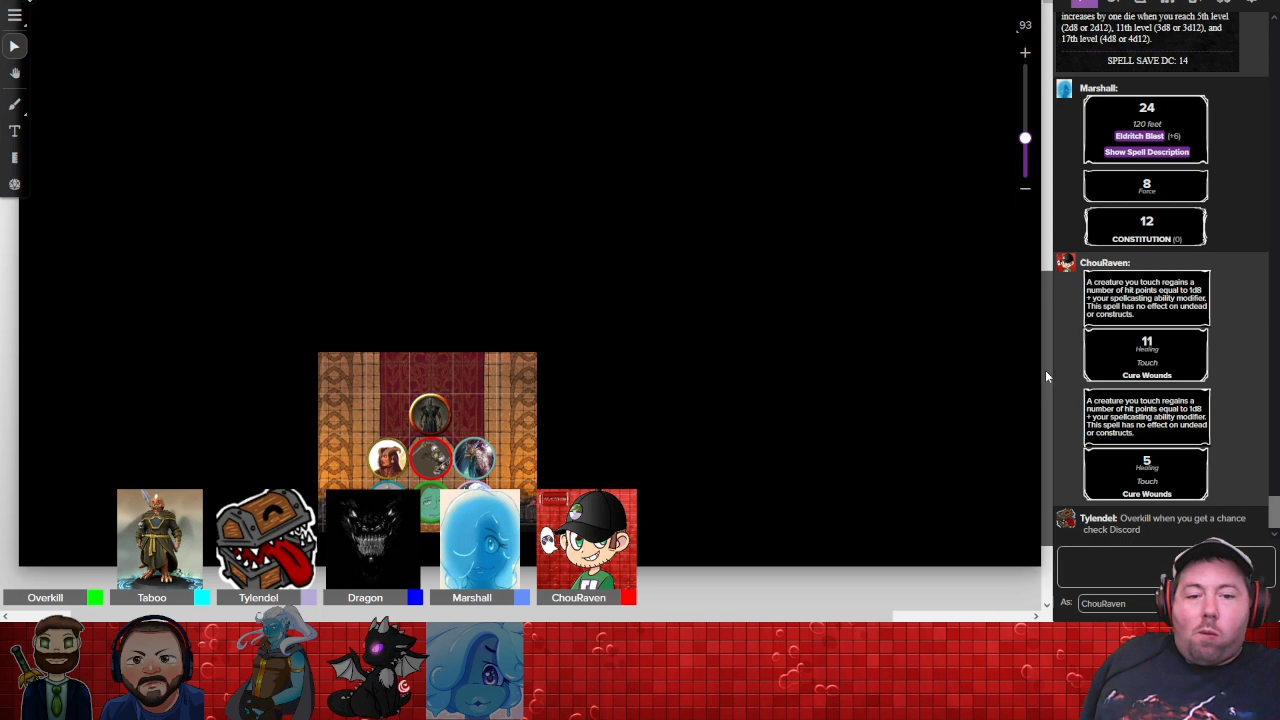 increases by one die when you reach 5th level
(2d8 or 2d12), 11th level (3d8 or 3d12), and
17th level (4d8 or 4d12).
SPELL SAVE DC: 14
93
Marshall:
24
120 feet
Eldritch Blast (+6)
Show Spell Description
8
Force
12
CONSTITUTION (0)
ChouRaven:
A creature you touch regains a
number of hit points equal to 1d8
+ your spellcasting ability modifier.
This spell has no effect on undead
or constructs.
11
Healing
Touch
Cure Wounds
A creature you touch regains a
number of hit points equal to 1d8
+ your spellcasting ability modifier.
This spell has no effect on undead
or constructs.
5
Healing
Touch
Cure Wounds
Tylendel: Overkill when you get a chance
check Discord
As: ChouRaven
Overkill
Taboo
Tylendel
Dragon
Marshall
ChouRaven